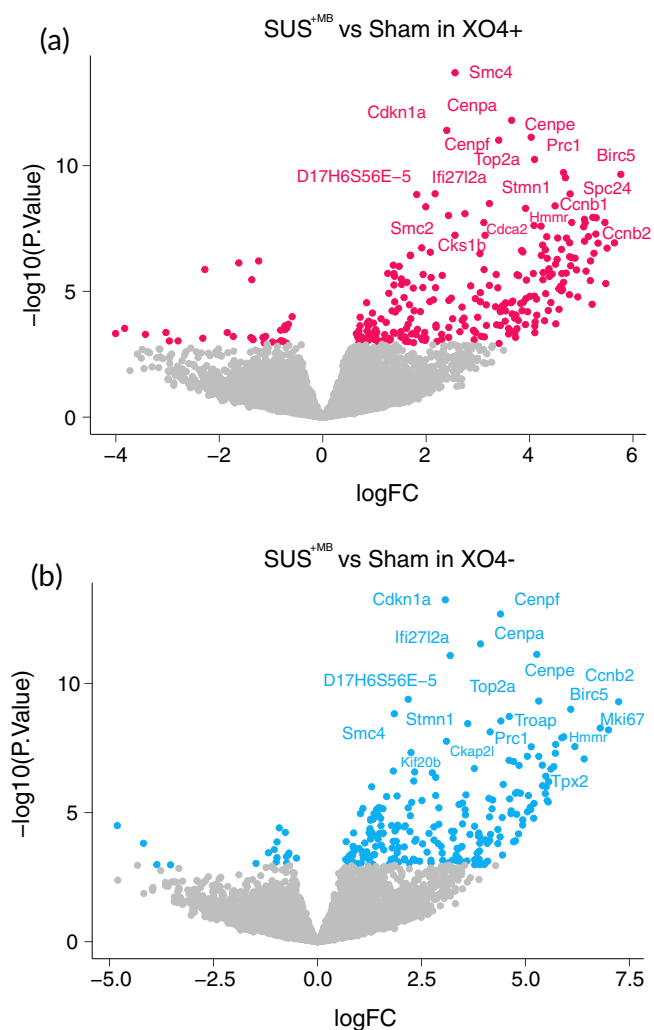 (a)
SUS+MB vs Sham in XO4+
Smc4
Cdkn1a
Cenpa
Cenpe
Cenpf
Prc1
Top2a
Birc5
D17H6S56E−5
Ifi27l2a
Stmn1
Spc24
Ccnb1
Hmmr
Smc2
Cdca2
Ccnb2
Cks1b
−log10(P.Value)
10
5
0
−4
−2
0
2
4
6
logFC
(b)
SUS+MB vs Sham in XO4-
Cdkn1a
Cenpf
Ifi27l2a
Cenpa
Cenpe
Ccnb2
D17H6S56E−5
Top2a
Birc5
Smc4
Stmn1
Troap
Mki67
Prc1
Hmmr
Kif20b
Ckap2l
Tpx2
−log10(P.Value)
10
5
0
−5.0
−2.5
0.0
2.5
5.0
7.5
logFC